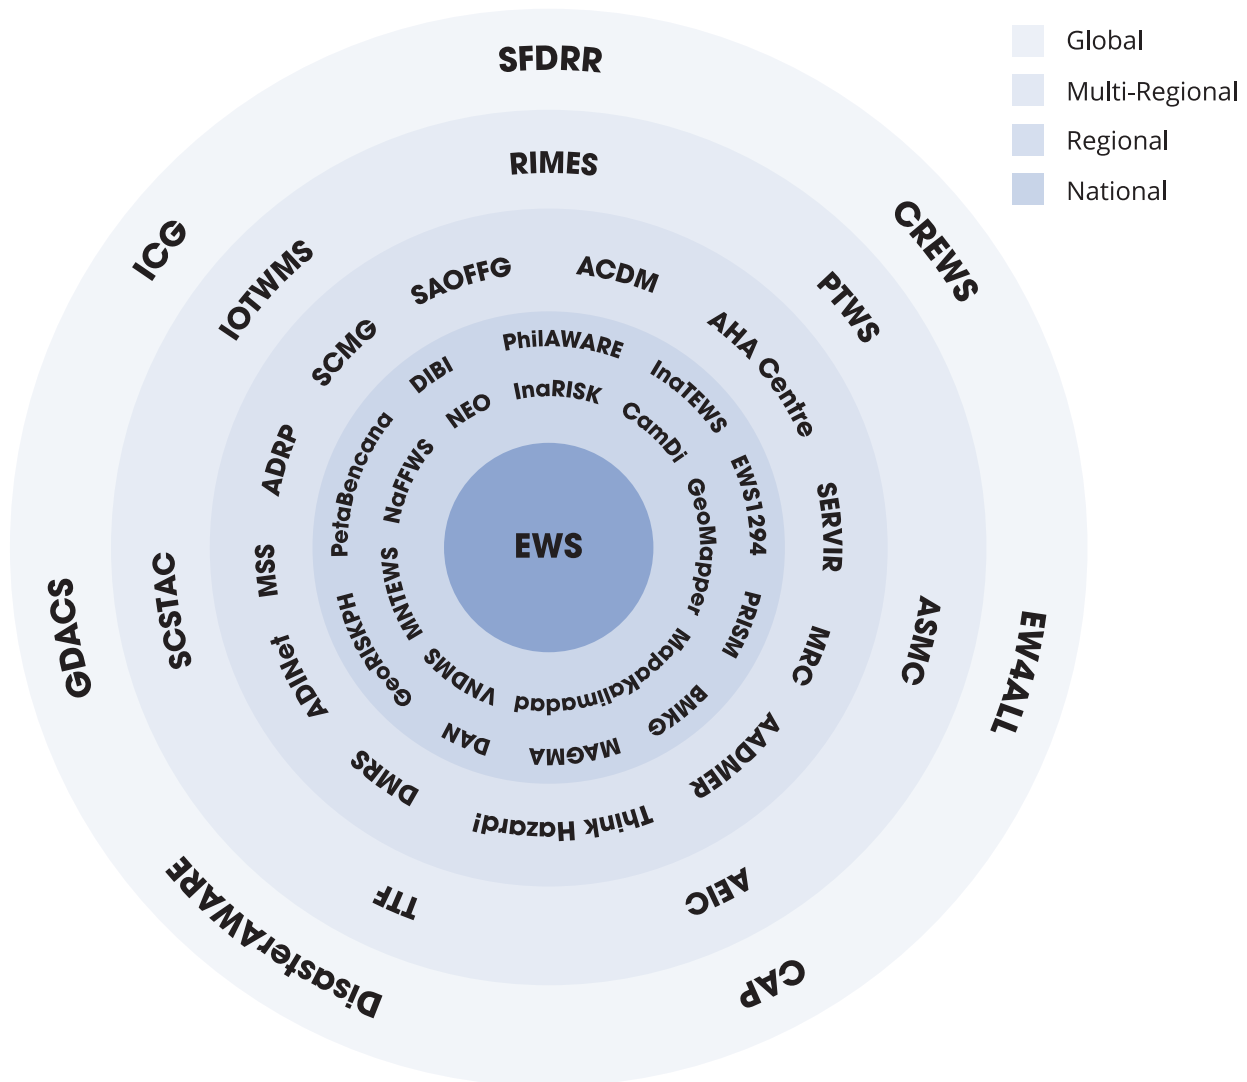 SFDRR
CREWS
EW4ALL
CAP
DisasterAWARE
GDACS
ICG
RIMES
PTWS
ASMC
AEIC
TTF
SCSTAC
IOTWMS
SAOFFG
ACDM
AHA Centre
SERVIR
MRC
AADMER
Think Hazard!
DMRS
ADINet
MSS
ADRP
SCMG
PhilAWARE
InaTEWS
EWS1294
PRISM
BMKG
MAGMA
DAN
GeoRISKPH
PetaBencana
DIBI
InaRISK
CamDi
GeoMapper
MapaKalimadad
VNDMS
MNTEWS
NaFFWS
NEO
EWS
Global
Multi-Regional
Regional
National